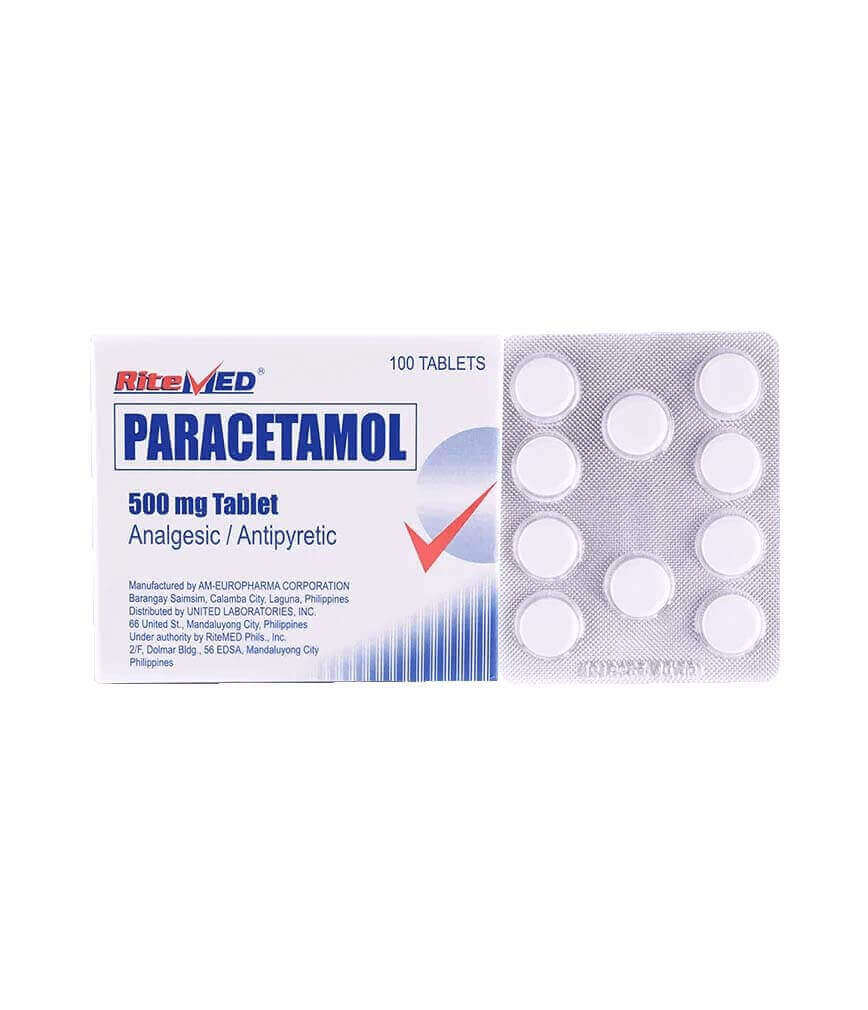 RiteMED®
100 TABLETS
PARACETAMOL
500 mg Tablet
Analgesic / Antipyretic
Manufactured by AM-EUROPHARMA CORPORATION
Barangay Saimsim, Calamba City, Laguna, Philippines
Distributed by UNITED LABORATORIES, INC.
66 United St., Mandaluyong City, Philippines
Under authority by RiteMED Phils., Inc.
2/F, Dolmar Bldg., 56 EDSA, Mandaluyong City
Philippines